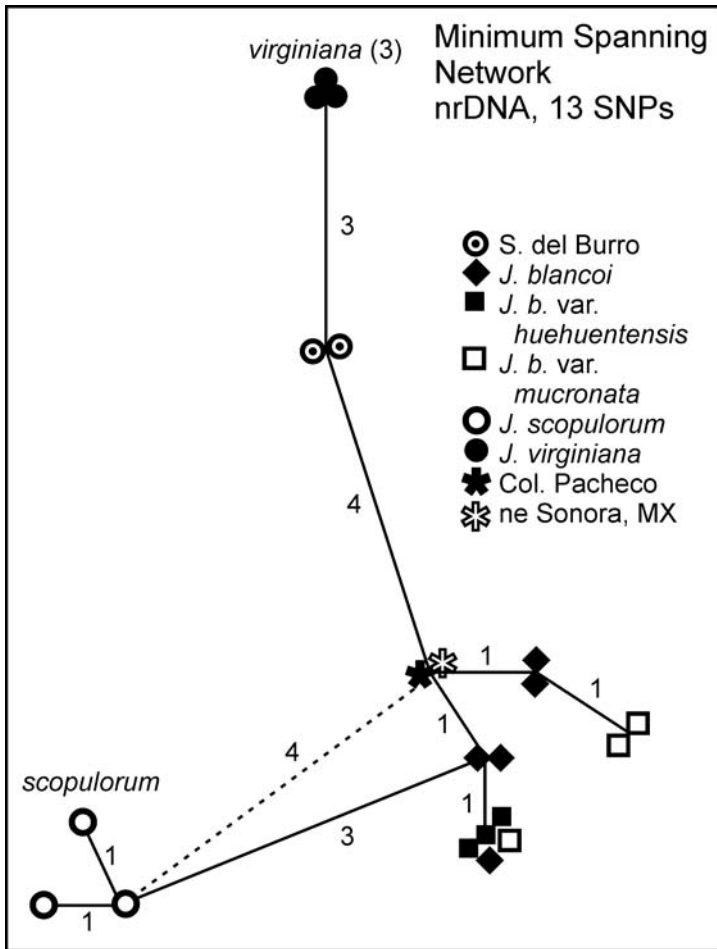 virginiana (3)
Minimum Spanning
Network
nrDNA, 13 SNPs
3
S. del Burro
J. blancoi
J. b. var.
huehuentensis
J. b. var.
mucronata
J. scopulorum
J. virginiana
Col. Pacheco
ne Sonora, MX
4
1
1
1
4
scopulorum
1
3
1
1